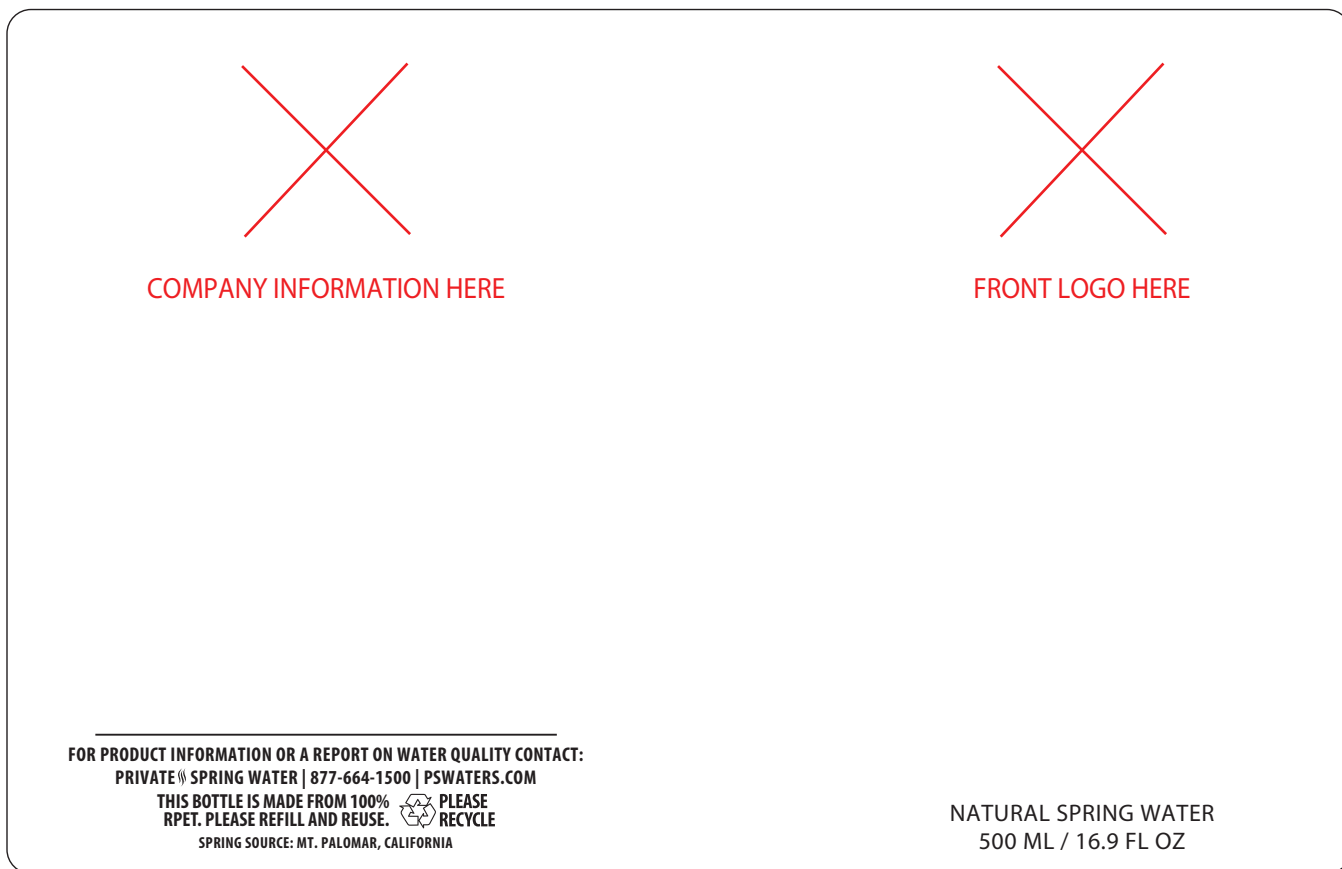 COMPANY INFORMATION HERE
FRONT LOGO HERE
FOR PRODUCT INFORMATION OR A REPORT ON WATER QUALITY CONTACT:
PRIVATE SPRING WATER | 877-664-1500 | PSWATERS.COM
THIS BOTTLE IS MADE FROM 100%
RPET. PLEASE REFILL AND REUSE.
PLEASE
RECYCLE
SPRING SOURCE: MT. PALOMAR, CALIFORNIA
NATURAL SPRING WATER
500 ML / 16.9 FL OZ